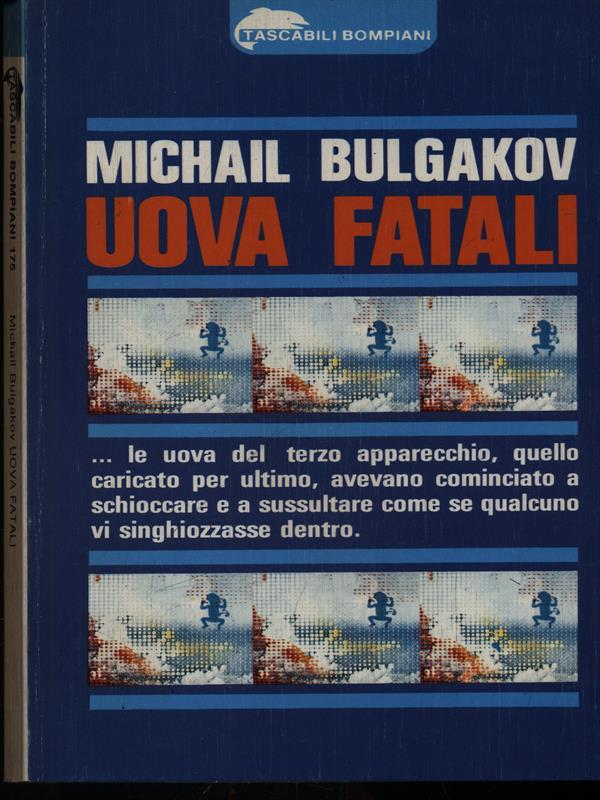 TASCABILI BOMPIANI
MICHAIL BULGAKOV
UOVA FATALI
... le uova del terzo apparecchio, quello
caricato per ultimo, avevano cominciato a
schioccare e a sussultare come se qualcuno
vi singhiozzasse dentro.
TASCABILI BOMPIANI 175
Michail Bulgakov UOVA FATALI